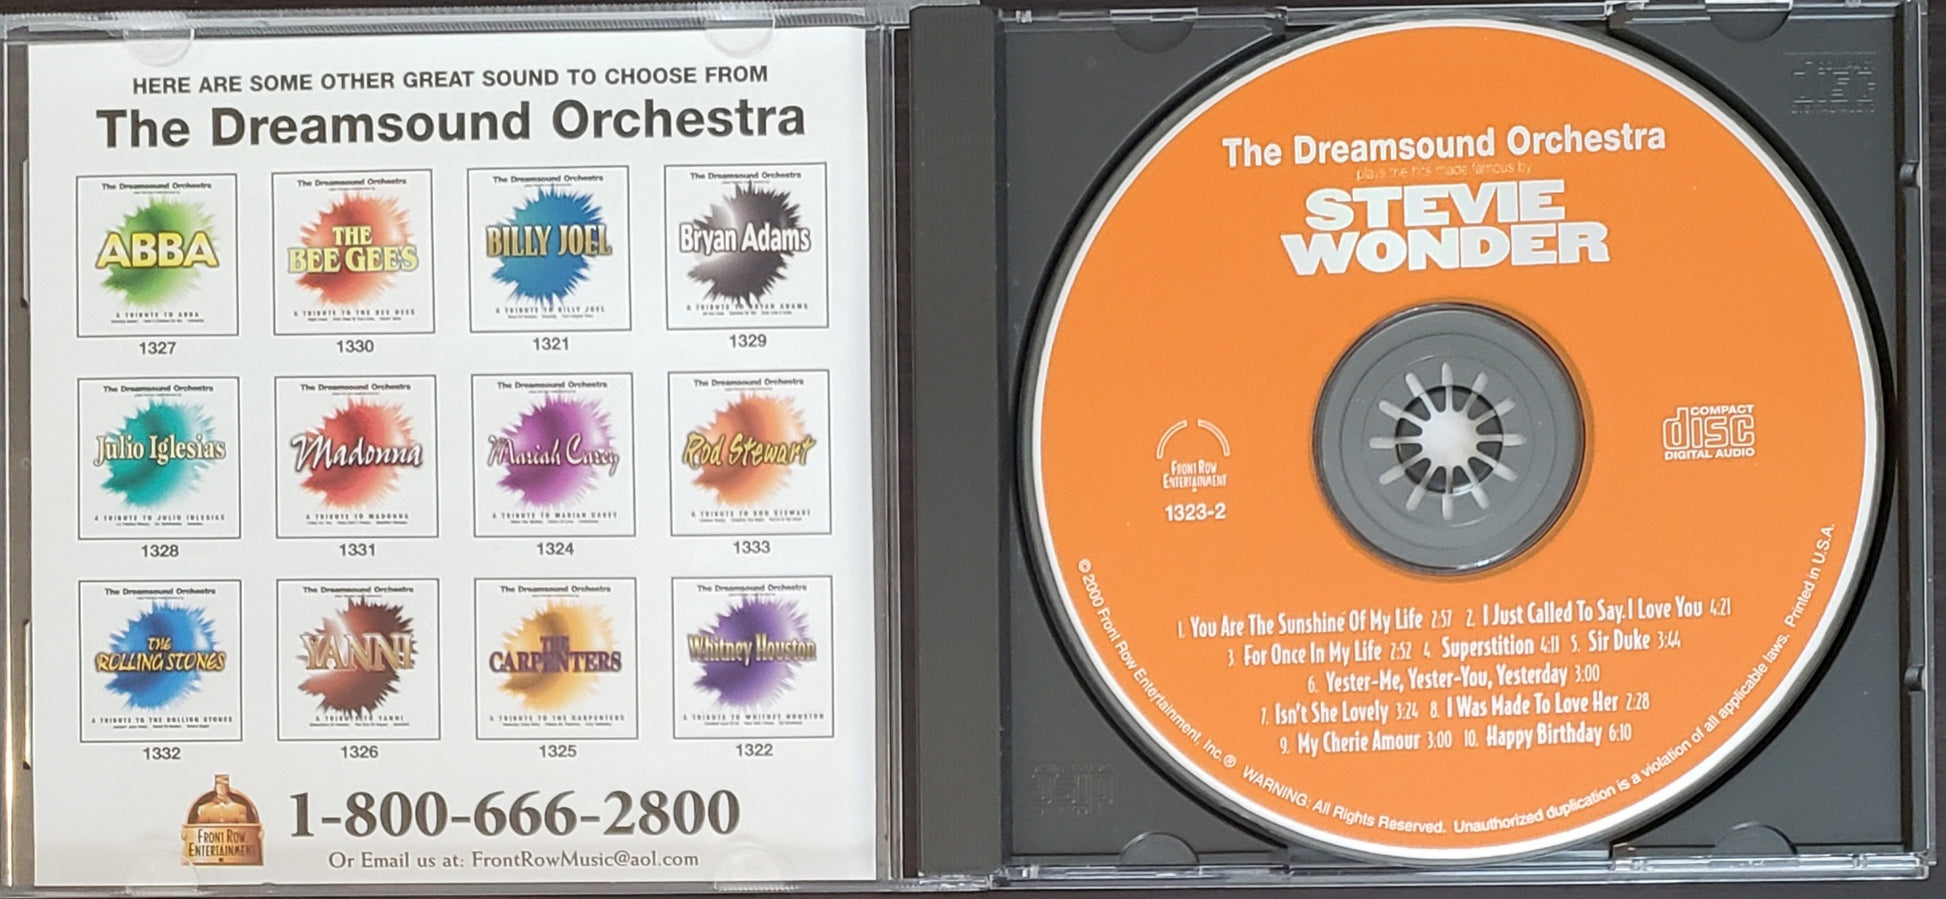 HERE ARE SOME OTHER GREAT SOUND TO CHOOSE FROM
The Dreamsound Orchestra
The Dreamsound Orchestra
ABBA
A TRIBUTE TO ABBA
1327
The Dreamsound Orchestra
THE
BEE GEES
A TRIBUTE TO THE BEE GEES
1330
The Dreamsound Orchestra
BILLY JOEL
A TRIBUTE TO BILLY JOEL
1321
The Dreamsound Orchestra
Bryan Adams
A TRIBUTE TO BRYAN ADAMS
1329
The Dreamsound Orchestra
Julio Iglesias
A TRIBUTE TO JULIO IGLESIAS
1328
The Dreamsound Orchestra
Madonna
A TRIBUTE TO MADONNA
1331
The Dreamsound Orchestra
Mariah Carey
A TRIBUTE TO MARIAH CAREY
1324
The Dreamsound Orchestra
Rod Stewart
A TRIBUTE TO ROD STEWART
1333
The Dreamsound Orchestra
THE
ROLLING STONES
A TRIBUTE TO THE ROLLING STONES
1332
The Dreamsound Orchestra
YANNI
A TRIBUTE TO YANNI
1326
The Dreamsound Orchestra
THE
CARPENTERS
A TRIBUTE TO THE CARPENTERS
1325
The Dreamsound Orchestra
Whitney Houston
A TRIBUTE TO WHITNEY HOUSTON
1322
FRONT ROW
ENTERTAINMENT
1-800-666-2800
Or Email us at: FrontRowMusic@aol.com
The Dreamsound Orchestra
plays the hits made famous by
STEVIE
WONDER
FRONT ROW
ENTERTAINMENT
1323-2
COMPACT
disc
DIGITAL AUDIO
1. You Are The Sunshine Of My Life 2:57 2. I Just Called To Say I Love You 4:21
3. For Once In My Life 2:52 4. Superstition 4:11 5. Sir Duke 3:44
6. Yester-Me, Yester-You, Yesterday 3:00
7. Isn't She Lovely 3:24 8. I Was Made To Love Her 2:28
9. My Cherie Amour 3:00 10. Happy Birthday 6:10
© 2000 Front Row Entertainment, Inc.® WARNING: All Rights Reserved. Unauthorized duplication is a violation of all applicable laws. Printed in U.S.A.
COMPACT
disc